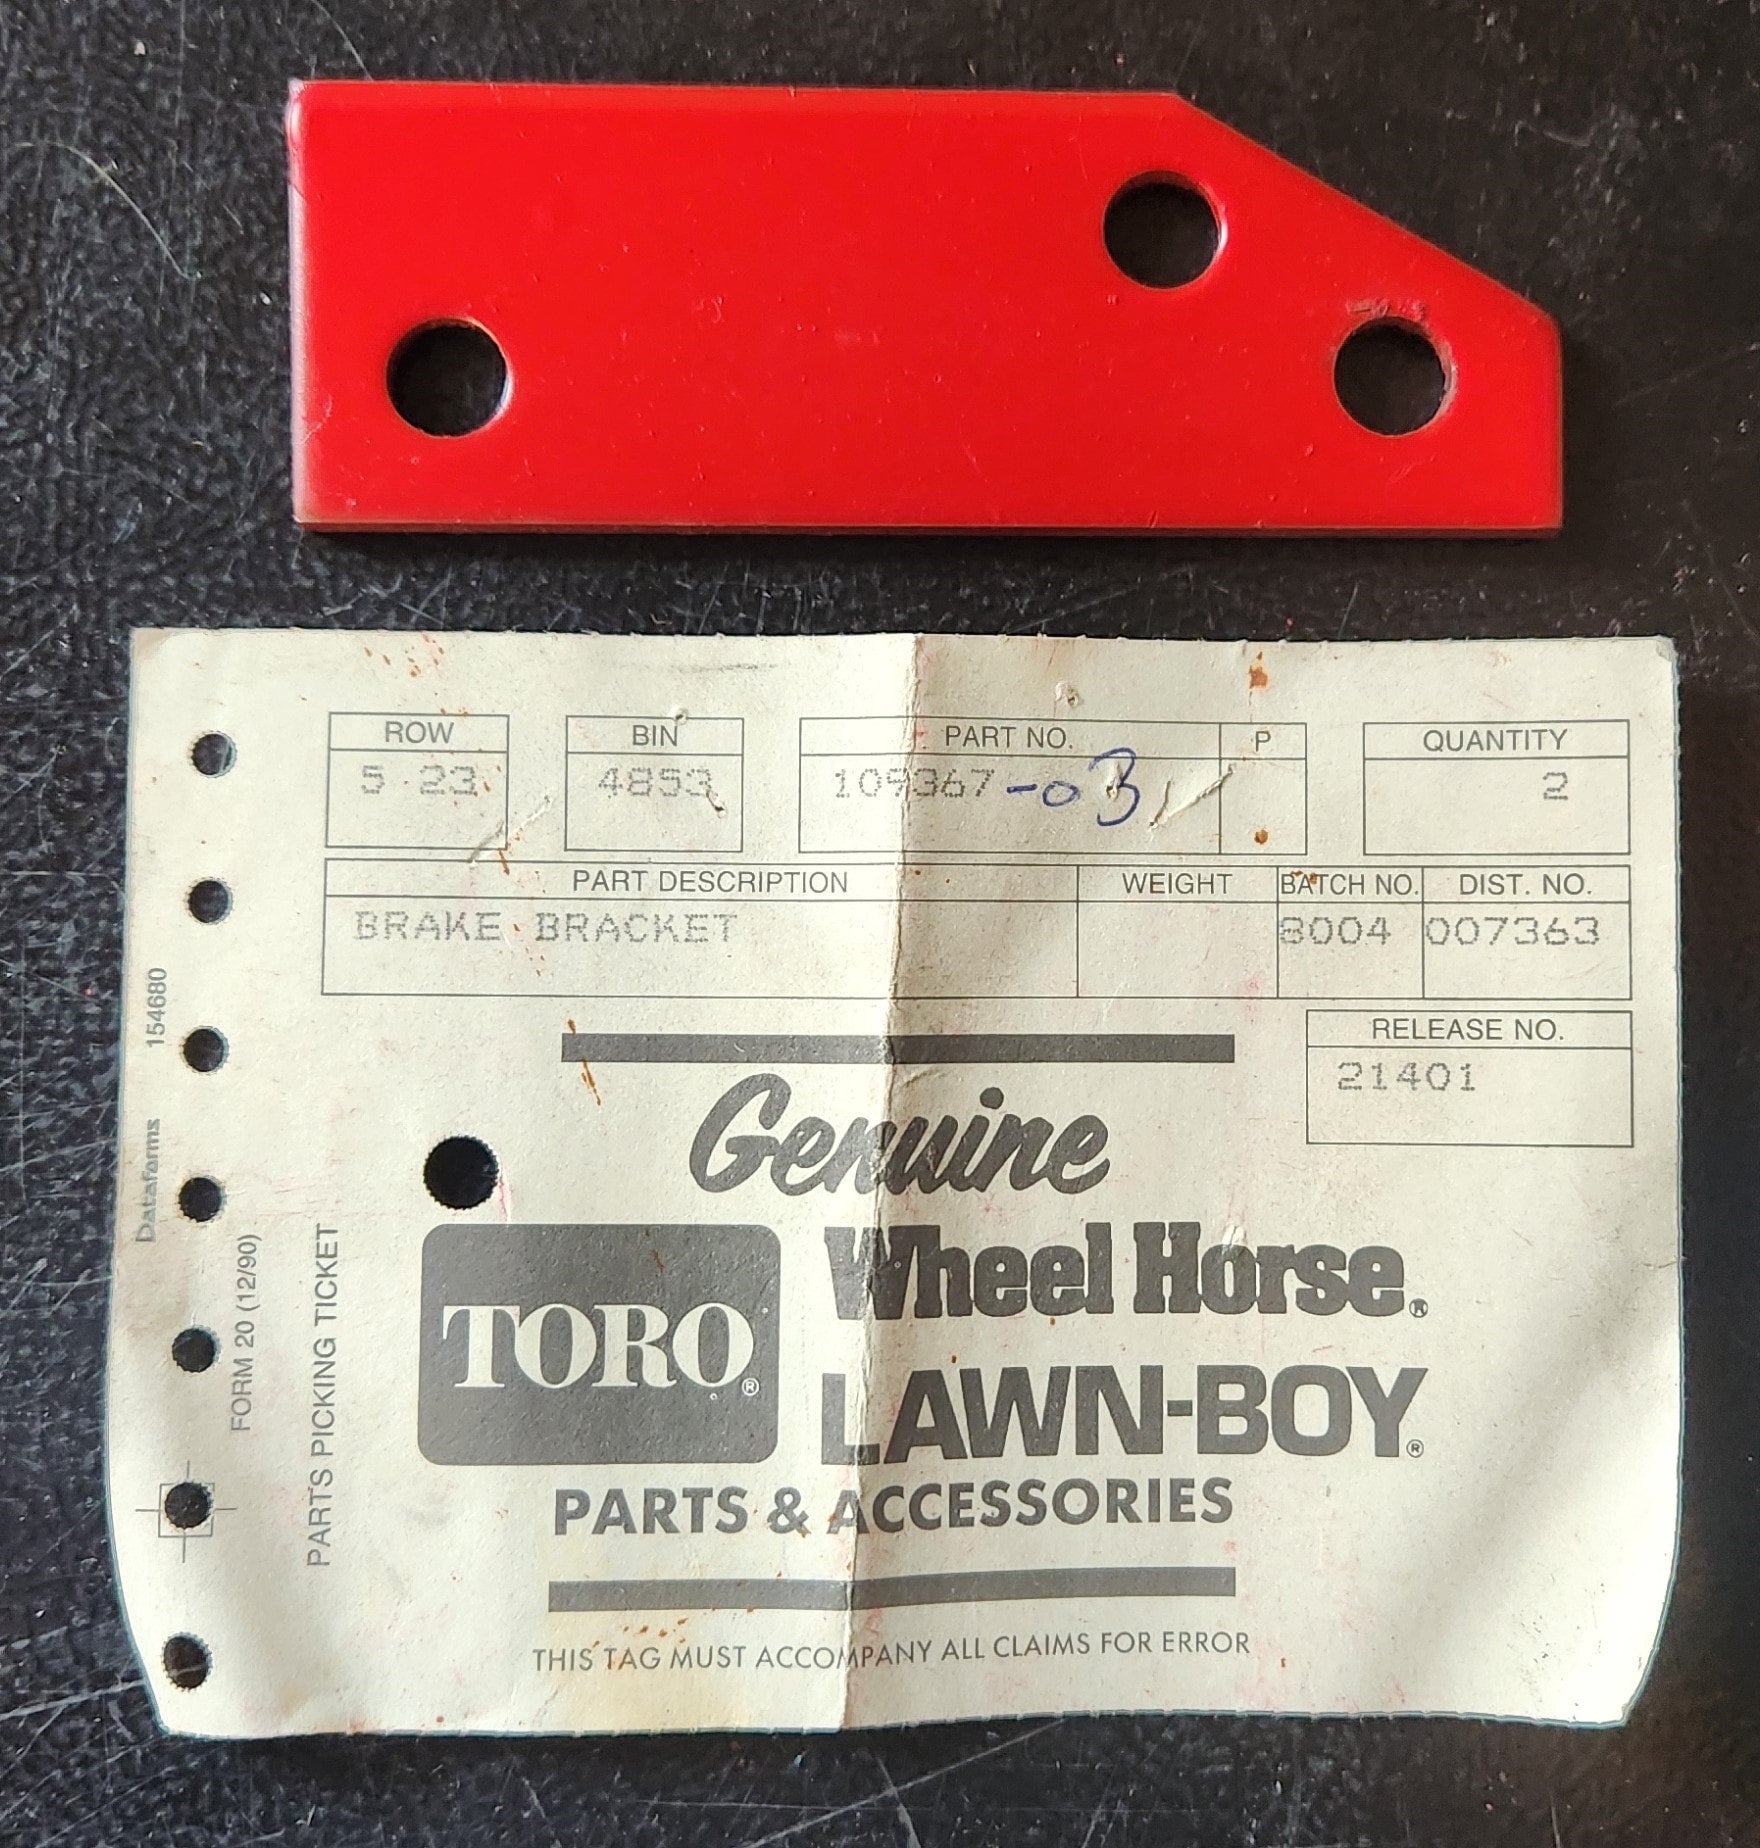 ROW BIN PART NO. P QUANTITY
5 23 4853 109367 -03 2
PART DESCRIPTION WEIGHT BATCH NO. DIST. NO.
BRAKE BRACKET 8004 007363
RELEASE NO.
21401
Genuine
TORO® Wheel Horse®
LAWN-BOY®
PARTS & ACCESSORIES
THIS TAG MUST ACCOMPANY ALL CLAIMS FOR ERROR
Dataforms 154680
FORM 20 (12/90)
PARTS PICKING TICKET